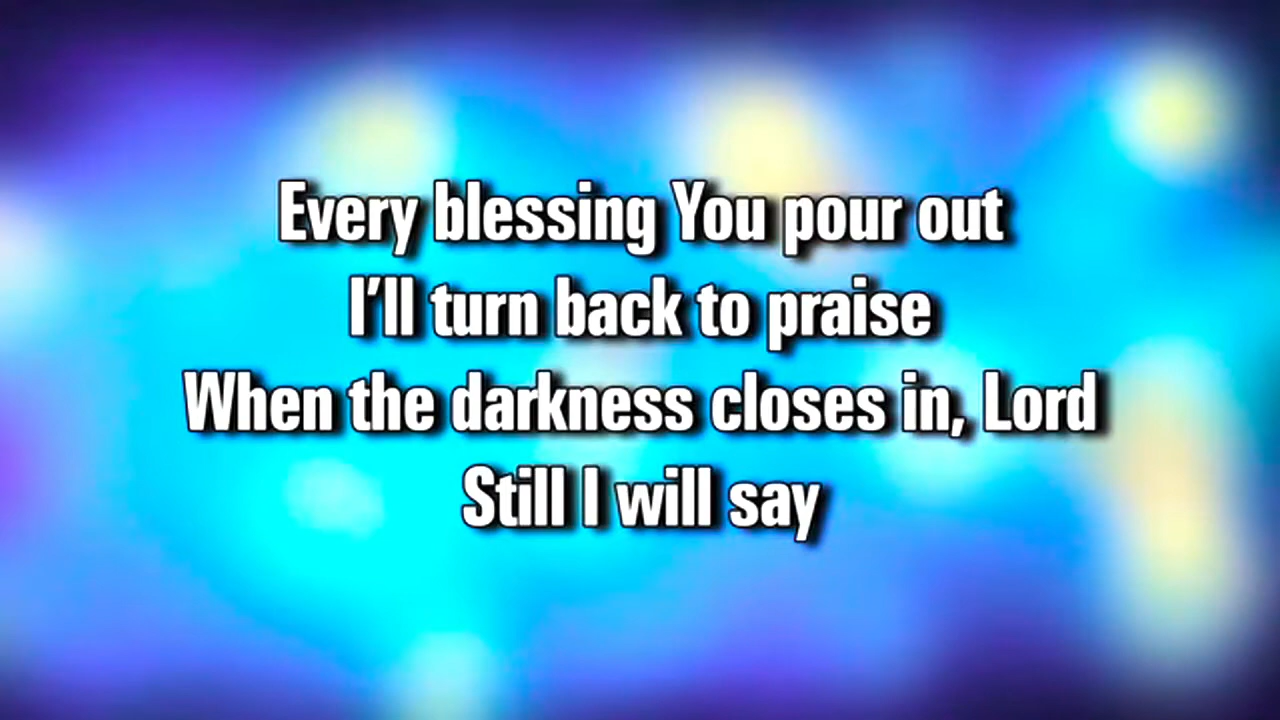 Every blessing You pour out
I'll turn back to praise
When the darkness closes in, Lord
Still I will say